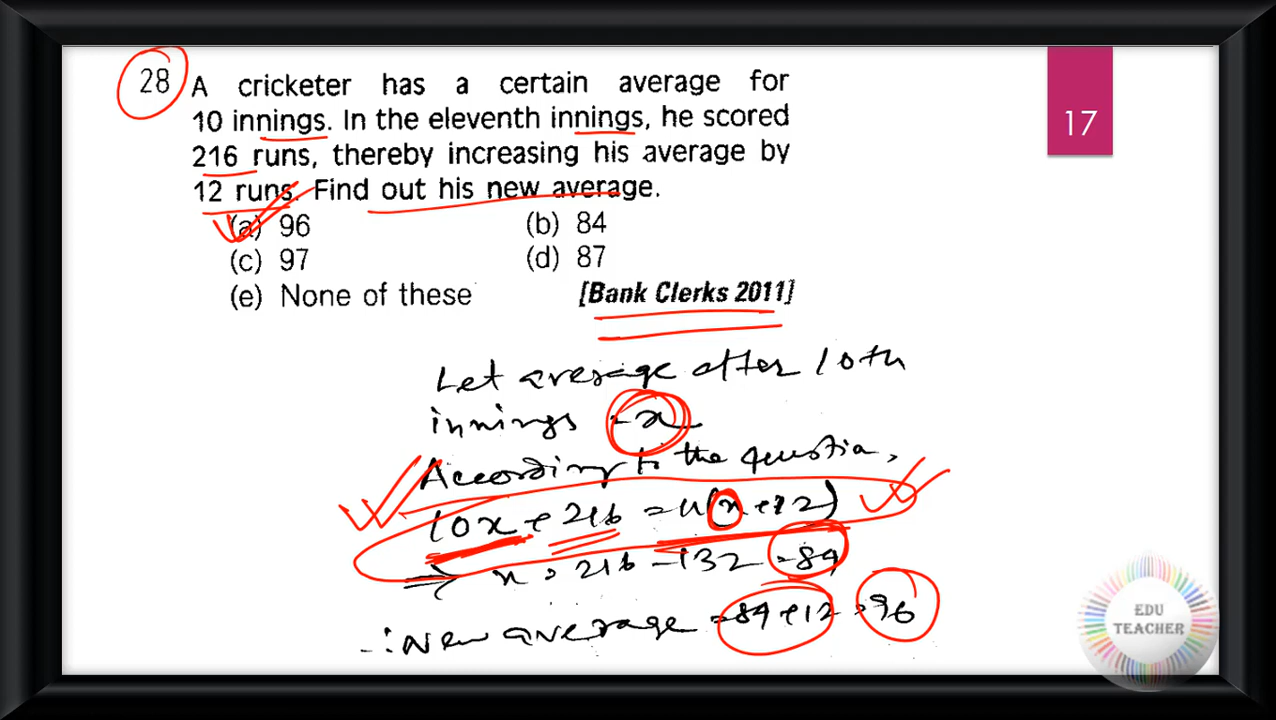 28 A cricketer has a certain average for
10 innings. In the eleventh innings, he scored
216 runs, thereby increasing his average by
12 runs. Find out his new average.
(a) 96 (b) 84
(c) 97 (d) 87
(e) None of these [Bank Clerks 2011]
17
Let average after 10th
innings = x
According to the question,
10x + 216 = 11(x+12)
⇒ x = 216 - 132 = 84
∴ New average = 84+12 = 96
EDU
TEACHER